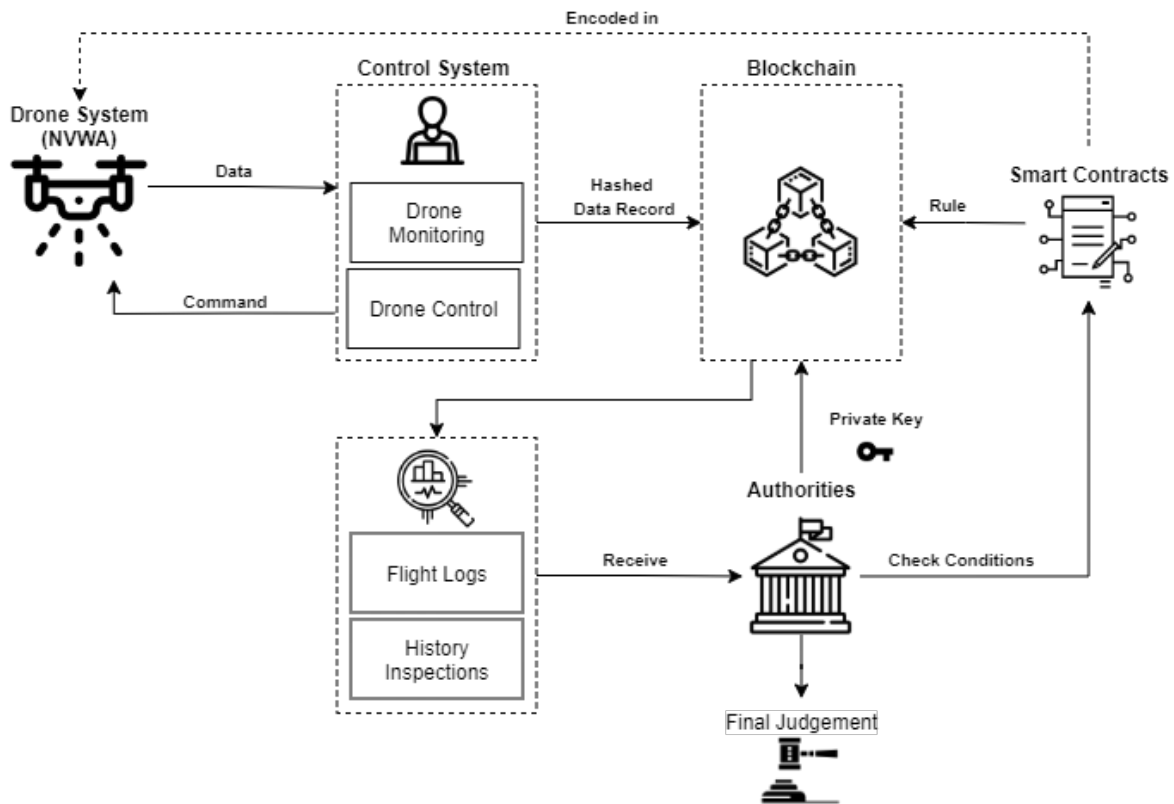 Encoded in
Control System
Blockchain
Drone System
(NVWA)
Data
Hashed
Data Record
Smart Contracts
Rule
Drone
Monitoring
Command
Drone Control
Private Key
Authorities
Flight Logs
Receive
Check Conditions
History
Inspections
Final Judgement